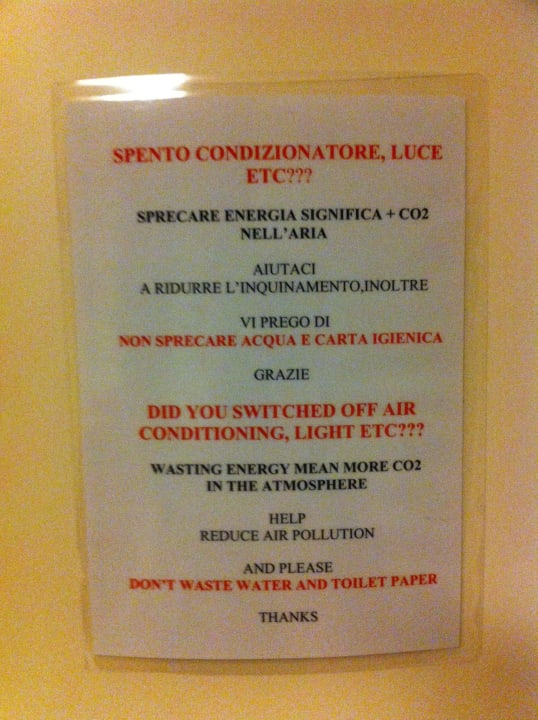 SPENTO CONDIZIONATORE, LUCE
ETC???
SPRECARE ENERGIA SIGNIFICA + CO2
NELL'ARIA
AIUTACI
A RIDURRE L'INQUINAMENTO,INOLTRE
VI PREGO DI
NON SPRECARE ACQUA E CARTA IGIENICA
GRAZIE
DID YOU SWITCHED OFF AIR
CONDITIONING, LIGHT ETC???
WASTING ENERGY MEAN MORE CO2
IN THE ATMOSPHERE
HELP
REDUCE AIR POLLUTION
AND PLEASE
DON'T WASTE WATER AND TOILET PAPER
THANKS